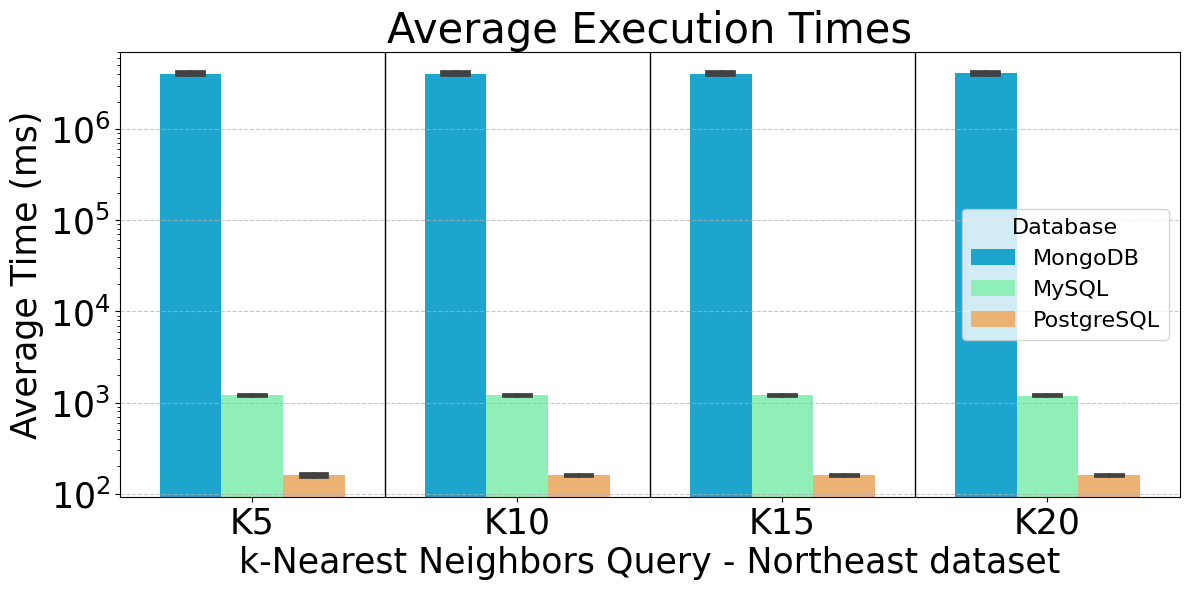 Average Execution Times
Average Time (ms)
10^6
10^5
10^4
10^3
10^2
Database
MongoDB
MySQL
PostgreSQL
K5 K10 K15 K20
k-Nearest Neighbors Query - Northeast dataset